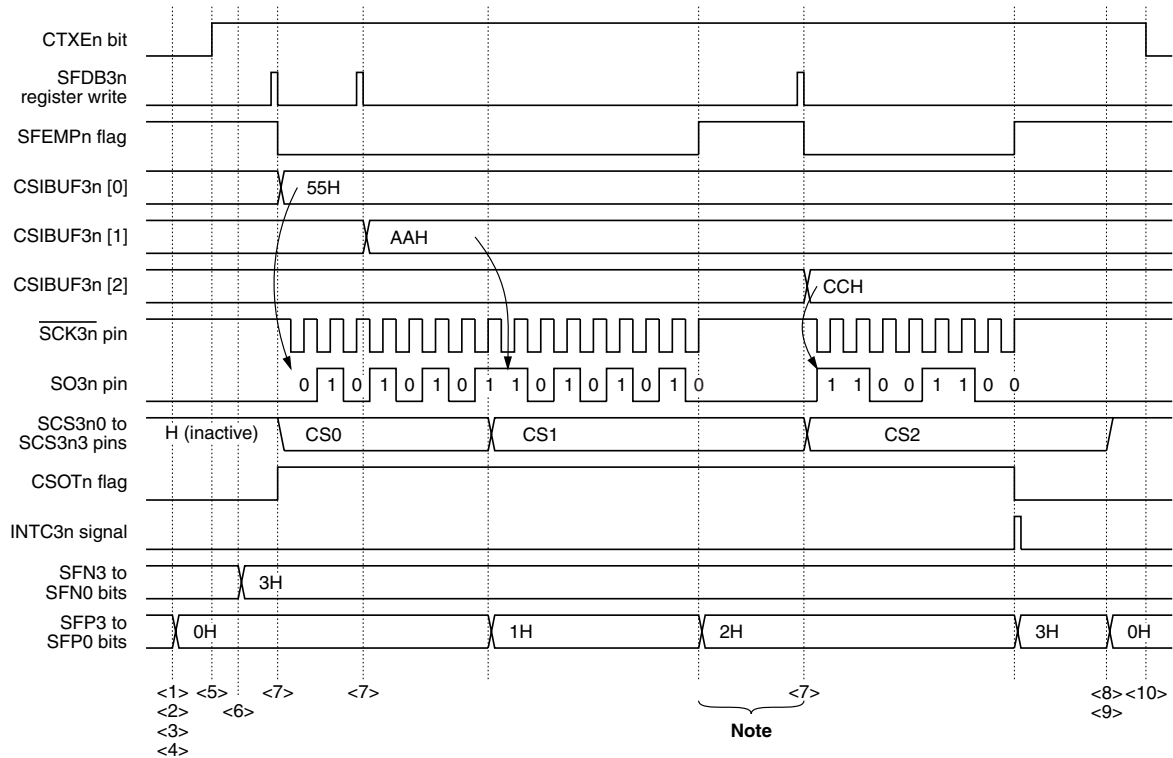 CTXEn bit
SFDB3n
register write
SFEMPn flag
CSIBUF3n [0]
55H
CSIBUF3n [1]
AAH
CSIBUF3n [2]
CCH
SCK3n pin
SO3n pin
0 1 0 1 0 1 0 1 1 0 1 0 1 0 1 0
1 1 0 0 1 1 0 0
SCS3n0 to
SCS3n3 pins
H (inactive)
CS0
CS1
CS2
CSOTn flag
INTC3n signal
SFN3 to
SFN0 bits
3H
SFP3 to
SFP0 bits
0H
1H
2H
3H
0H
<1> <5> <7> <7> <7> <8> <10>
<2> <6> <9>
<3>
<4>
Note